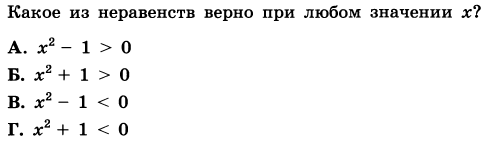 Какое из неравенств верно при любом значении x?
А. x² − 1 > 0
Б. x² + 1 > 0
В. x² − 1 < 0
Г. x² + 1 < 0